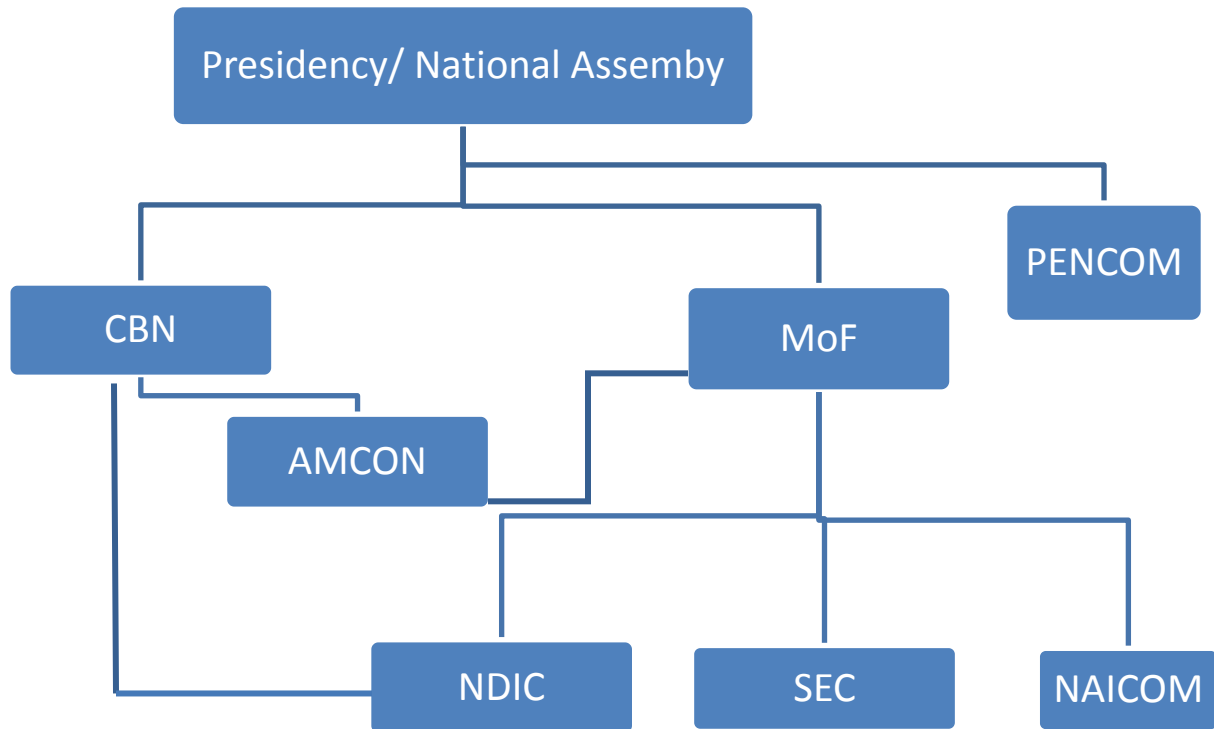 Presidency/ National Assemby
PENCOM
CBN
MoF
AMCON
NDIC
SEC
NAICOM